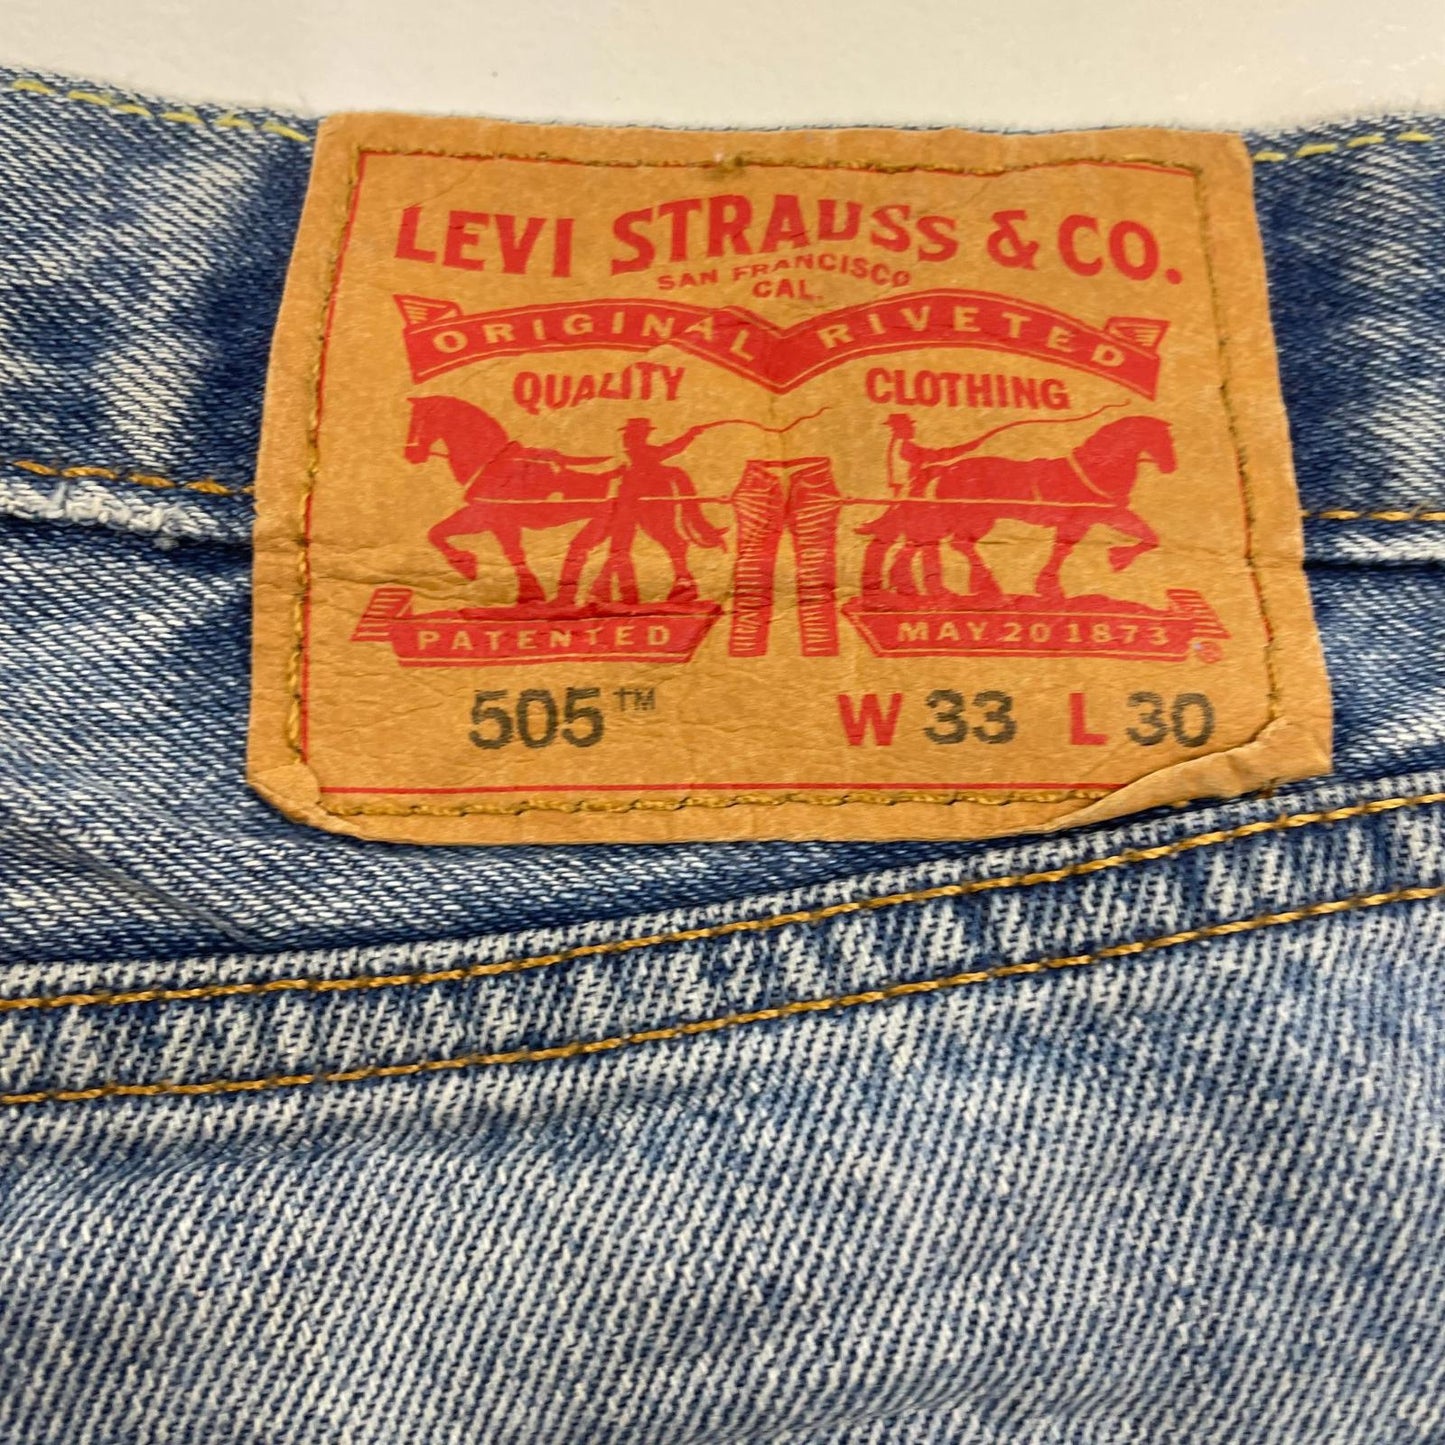 LEVI STRAUSS & CO.
SAN FRANCISCO
CAL.
ORIGINAL RIVETED
QUALITY CLOTHING
PATENTED MAY 20 1873 ®
505™ W 33 L 30